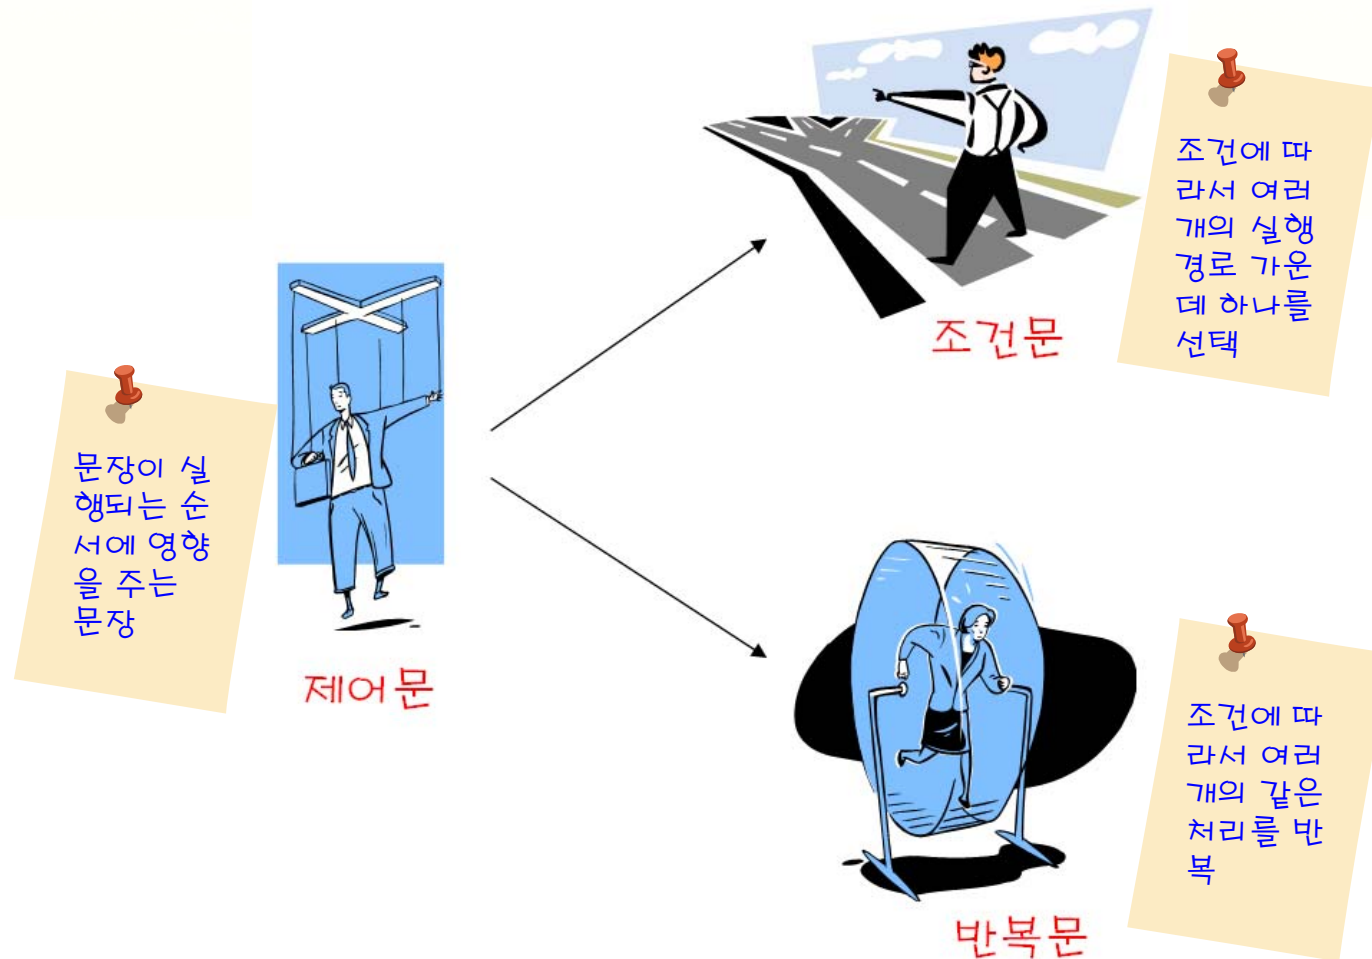 조건에 따
라서 여러
개의 실행
경로 가운
데 하나를
선택
조건문
문장이 실
행되는 순
서에 영향
을 주는
문장
제어문
조건에 따
라서 여러
개의 같은
처리를 반
복
반복문